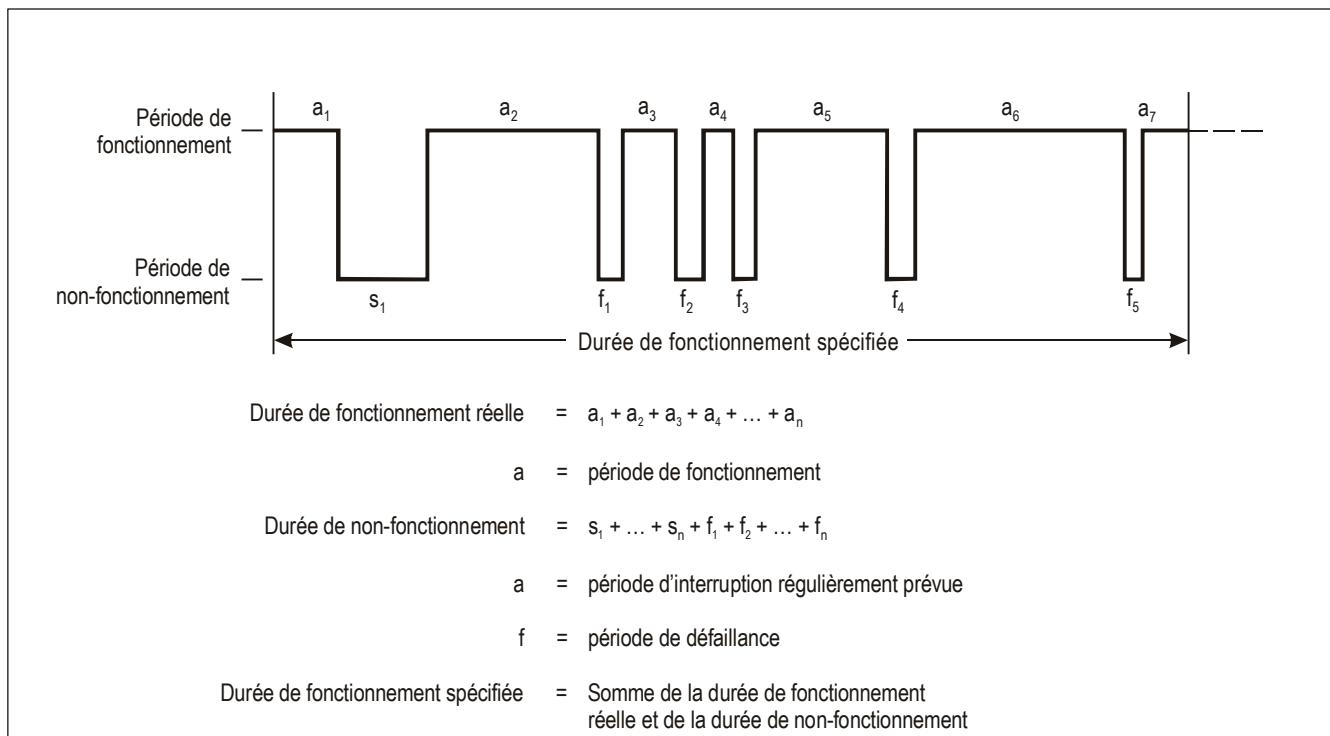 a₁ a₂ a₃ a₄ a₅ a₆ a₇
Période de
fonctionnement
Période de
non-fonctionnement
s₁ f₁ f₂ f₃ f₄ f₅
Durée de fonctionnement spécifiée
Durée de fonctionnement réelle = a₁ + a₂ + a₃ + a₄ + … + aₙ
a = période de fonctionnement
Durée de non-fonctionnement = s₁ + … + sₙ + f₁ + f₂ + … + fₙ
a = période d’interruption régulièrement prévue
f = période de défaillance
Durée de fonctionnement spécifiée = Somme de la durée de fonctionnement
réelle et de la durée de non-fonctionnement